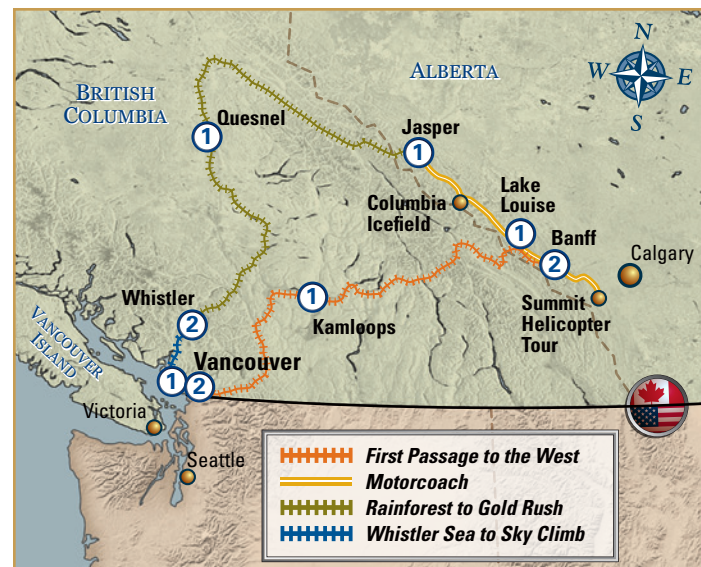 N
W E
S
BRITISH
COLUMBIA
ALBERTA
1
Quesnel
Jasper
1
Columbia
Icefield
Lake
Louise
1
Banff
2
Calgary
Summit
Helicopter
Tour
1
Kamloops
Whistler
2
Vancouver
1
2
VANCOUVER
ISLAND
Victoria
Seattle
First Passage to the West
Motorcoach
Rainforest to Gold Rush
Whistler Sea to Sky Climb